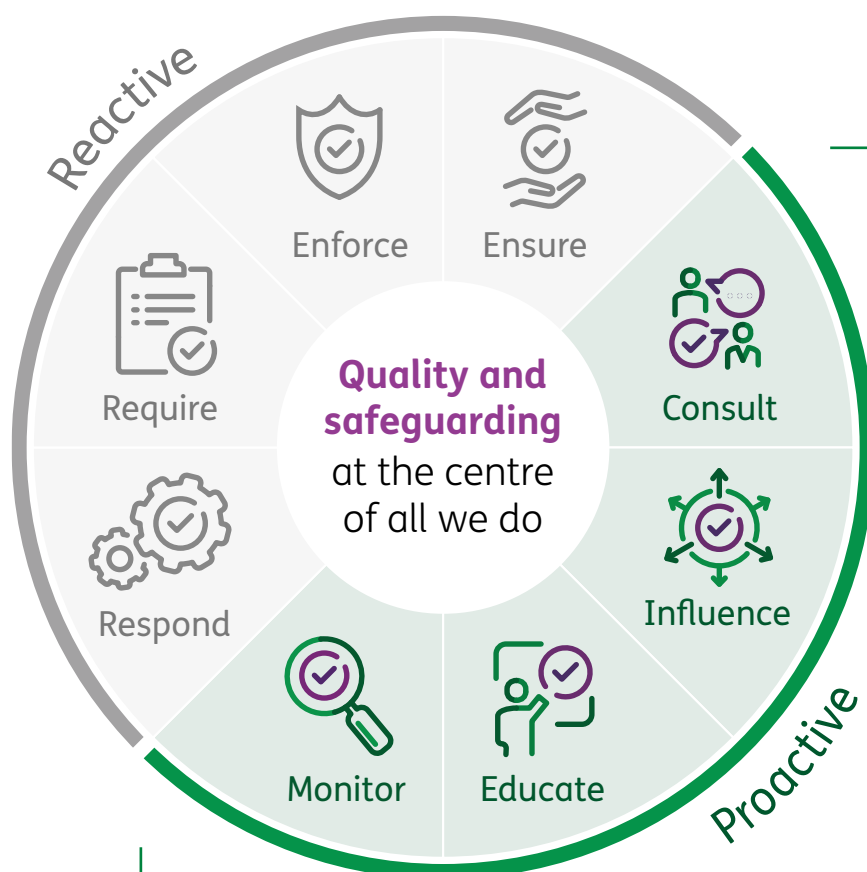 Reactive
Enforce
Ensure
Require
Consult
Quality and
safeguarding
at the centre
of all we do
Respond
Influence
Monitor
Educate
Proactive